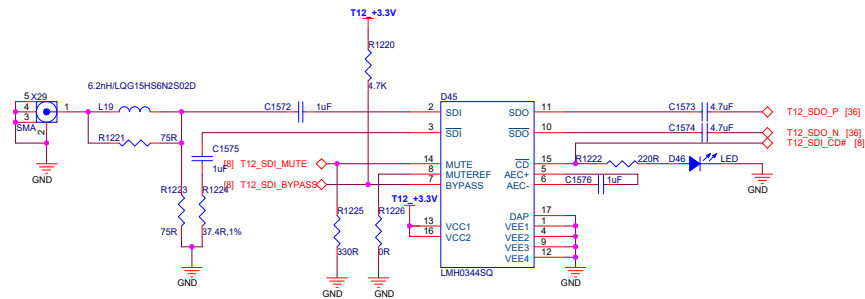 T12_+3.3V
R1220
4.7K
X29
5
4
3
2
1
SMA
GND
6.2nH/LQG15HS6N2S02D
L19
R1221
75R
C1572
1uF
C1575
1uF
[8] T12_SDI_MUTE
[8] T12_SDI_BYPASS
R1223
75R
R1224
37.4R,1%
GND
T12_+3.3V
R1225
330R
GND
R1226
0R
GND
D45
2 SDI
3 SDI
14 MUTE
8 MUTEREF
7 BYPASS
13 VCC1
16 VCC2
SDO 11
SDO 10
CD 15
AEC+ 5
AEC- 6
DAP 17
VEE1 1
VEE2 4
VEE3 9
VEE4 12
LMH0344SQ
GND
C1573
4.7uF
C1574
4.7uF
T12_SDO_P [36]
T12_SDO_N [36]
T12_SDI_CD# [8]
R1222
220R
D46
LED
GND
C1576
1uF